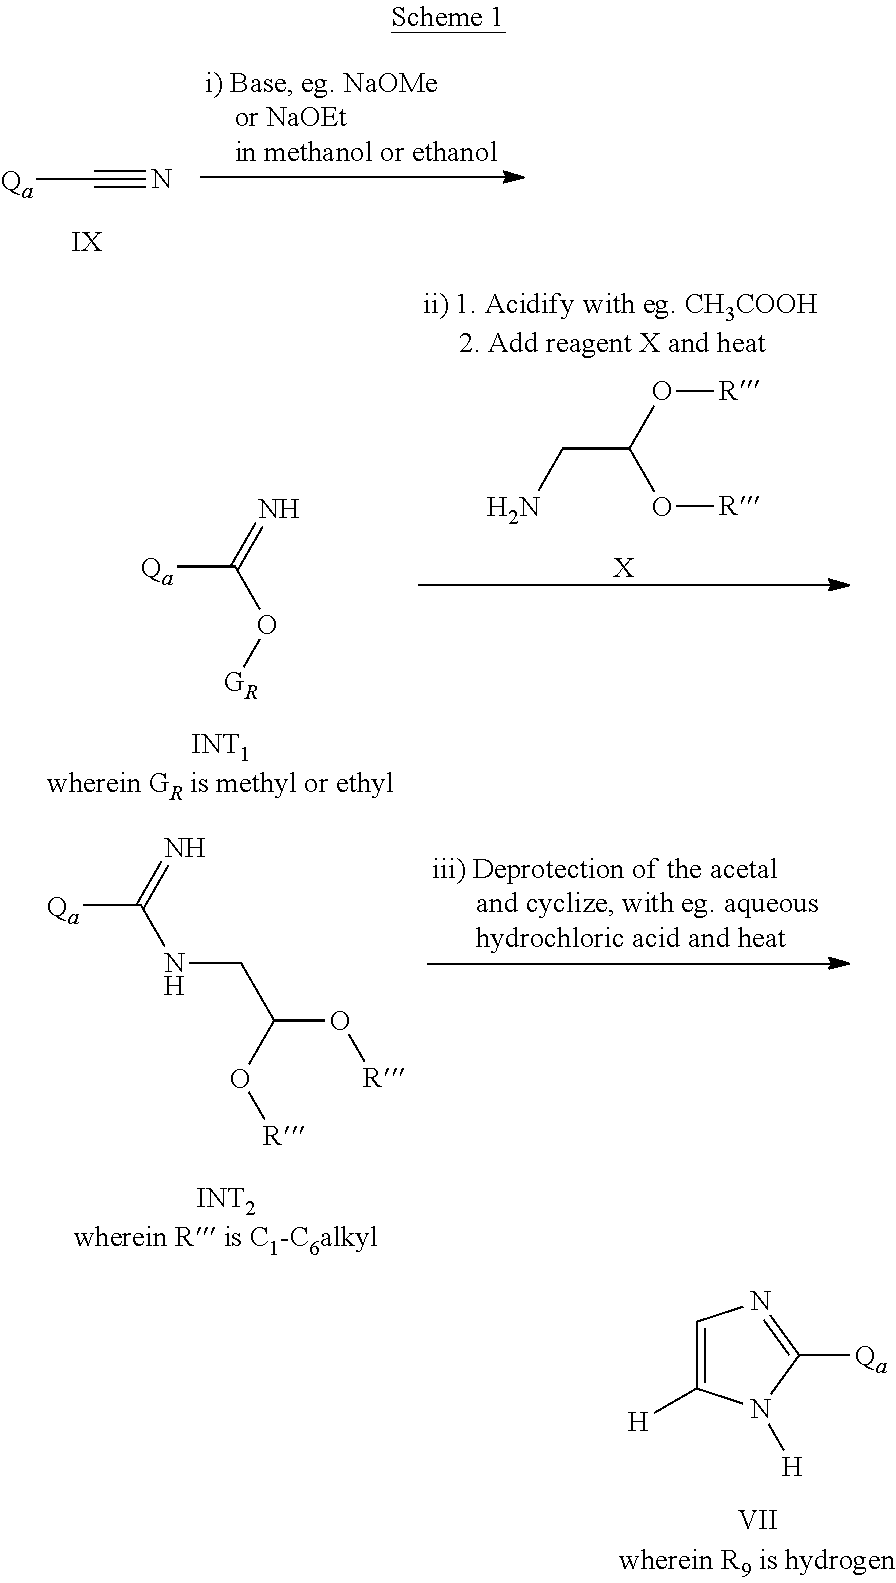 Scheme 1
i) Base, eg. NaOMe
or NaOEt
in methanol or ethanol
Qa
N
IX
ii) 1. Acidify with eg. CH3COOH
2. Add reagent X and heat
O
R'''
H2N
O
R'''
X
NH
Qa
O
GR
INT1
wherein GR is methyl or ethyl
NH
Qa
N
H
O
R'''
O
R'''
iii) Deprotection of the acetal
and cyclize, with eg. aqueous
hydrochloric acid and heat
INT2
wherein R''' is C1-C6alkyl
N
Qa
N
H
H
VII
wherein R9 is hydrogen